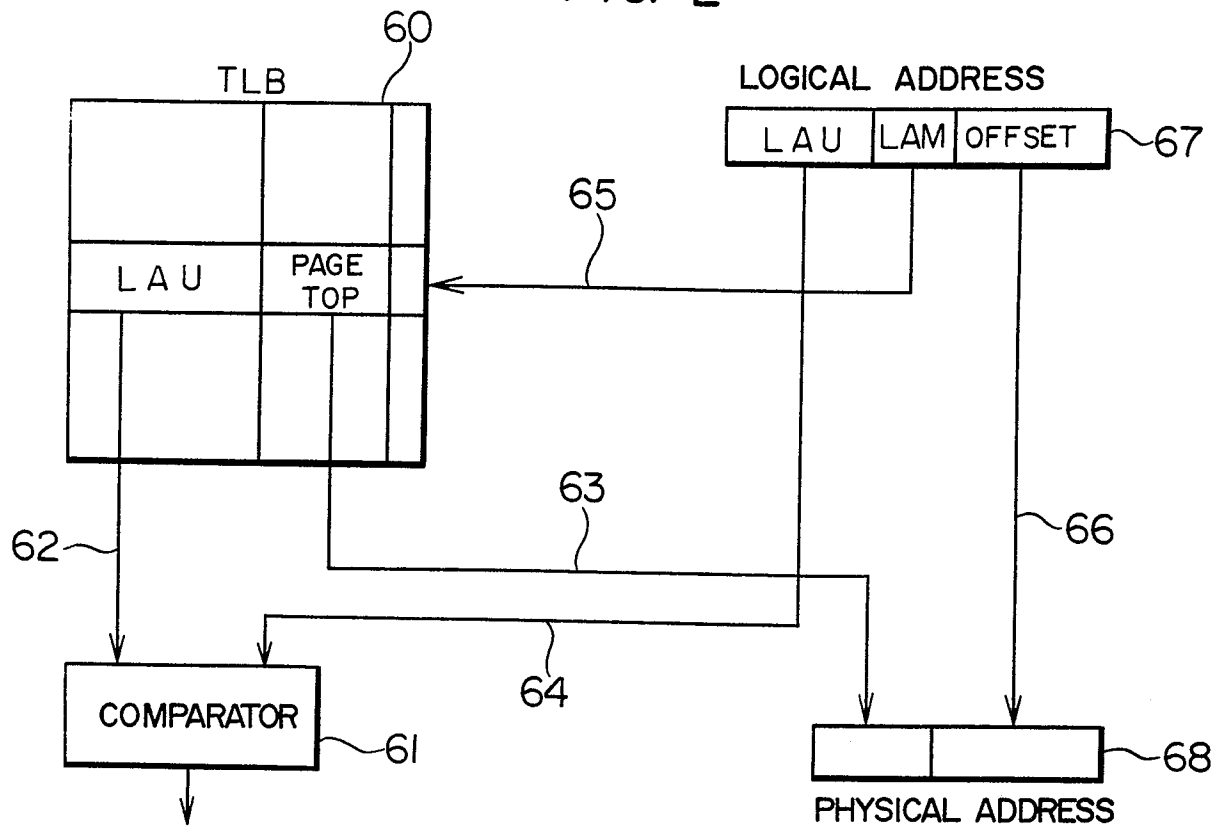 60
TLB
LOGICAL ADDRESS
LAU LAM OFFSET
67
65
LAU
PAGE
TOP
63
62
66
64
COMPARATOR
61
68
PHYSICAL ADDRESS